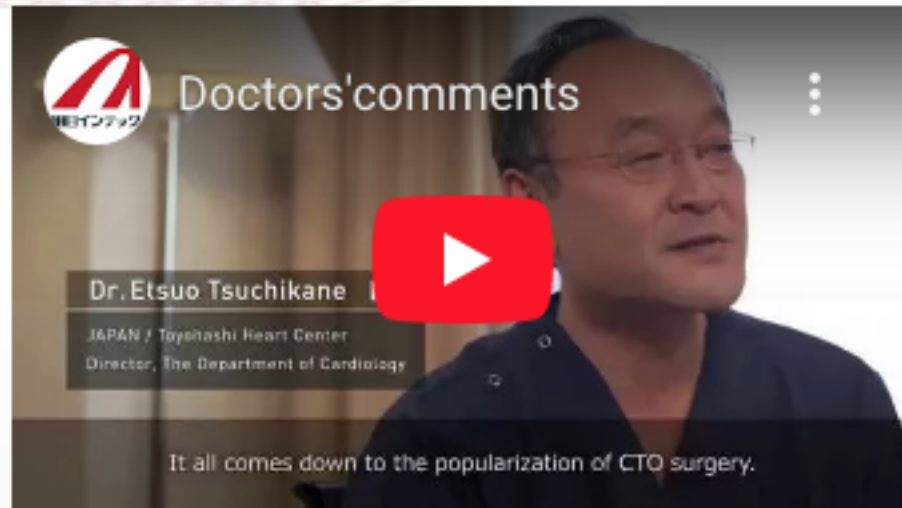 Doctors'comments
Dr.Etsuo Tsuchikane
JAPAN / Toyohashi Heart Center
Director, The Department of Cardiology
It all comes down to the popularization of CTO surgery.